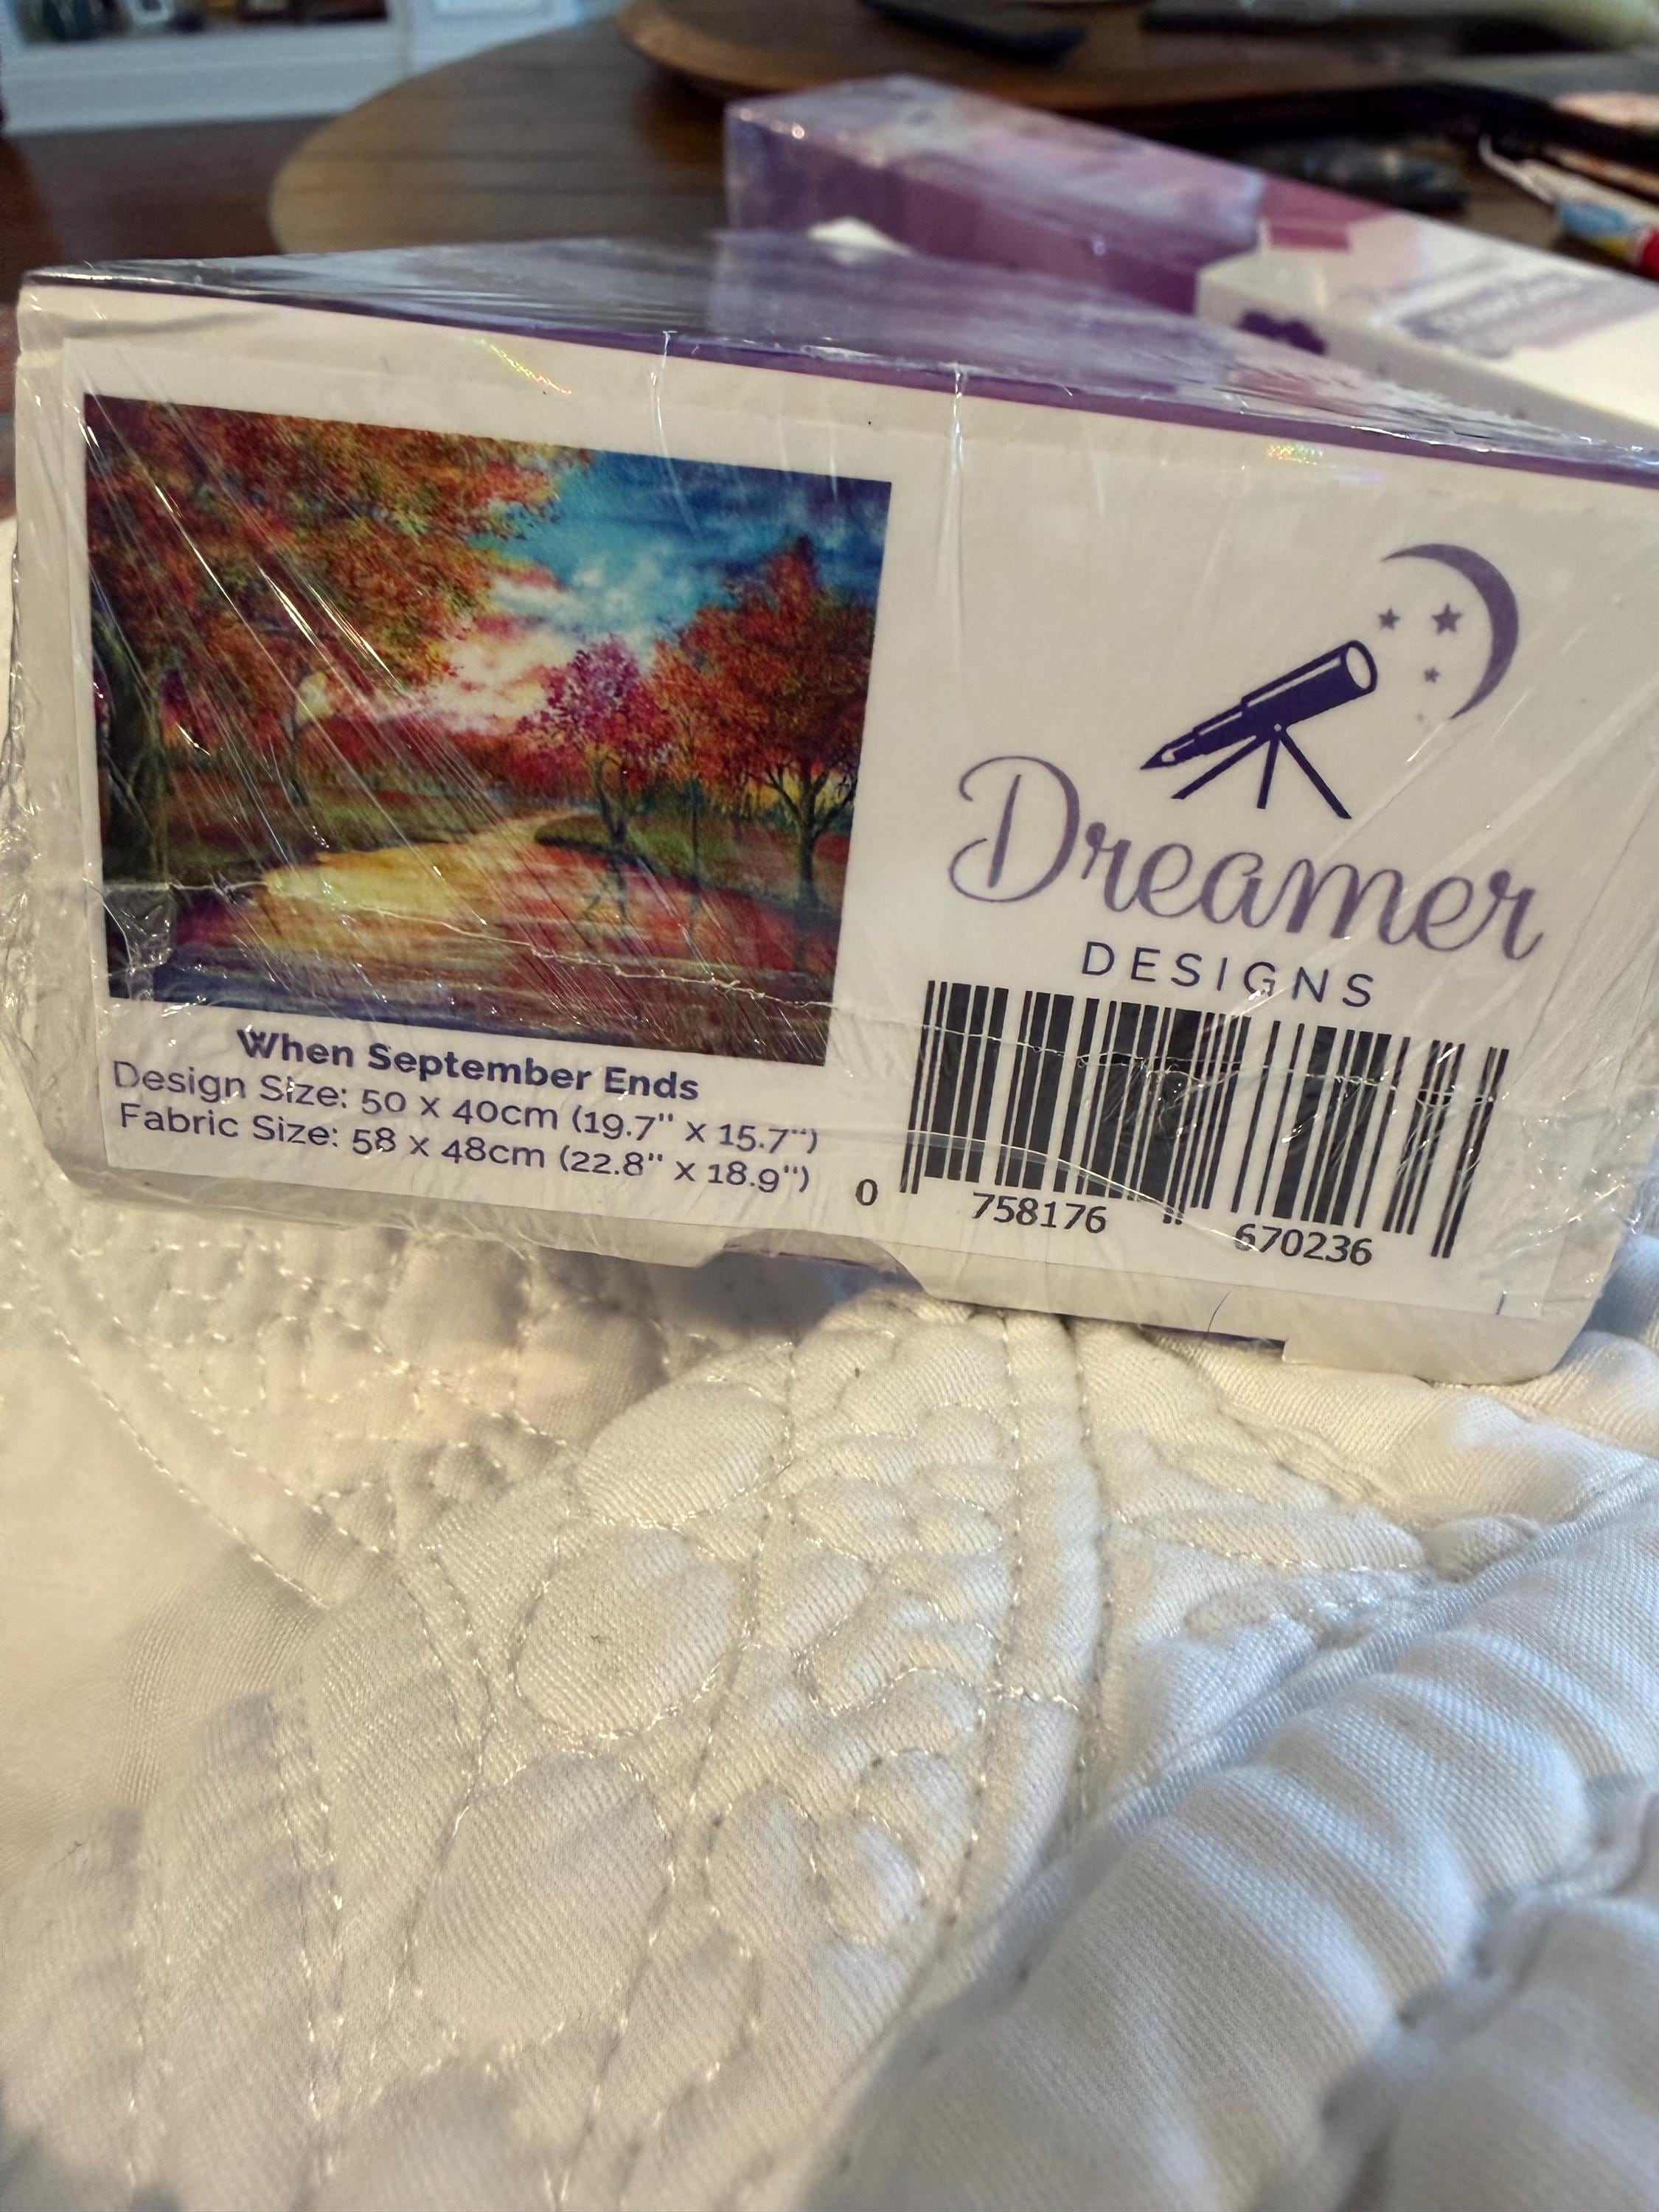 Dreamer
DESIGNS
When September Ends
Design Size: 50 x 40cm (19.7" x 15.7")
Fabric Size: 58 x 48cm (22.8" x 18.9")
0 758176 670236